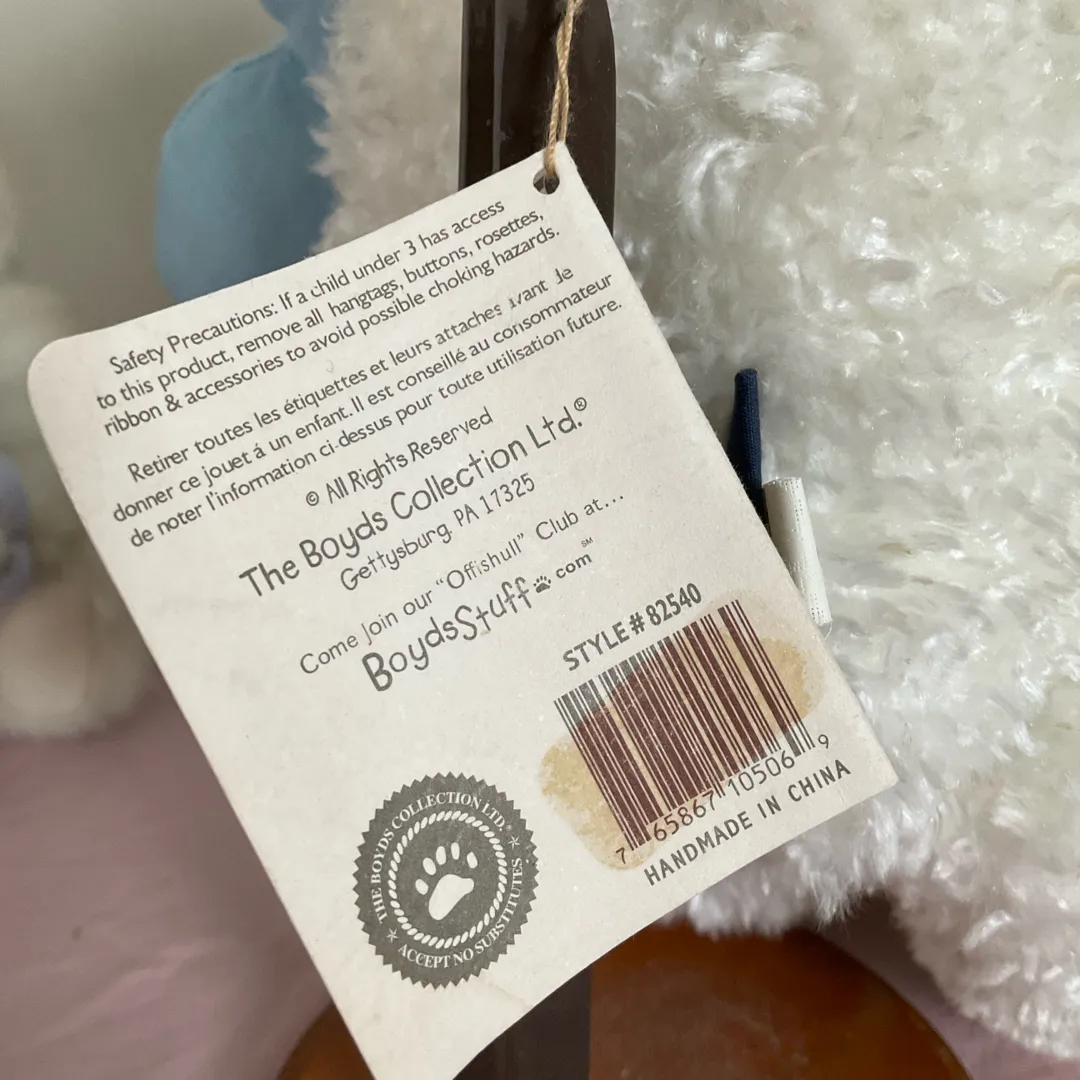 Safety Precautions: If a child under 3 has access
to this product, remove all hangtags, buttons, rosettes,
ribbon & accessories to avoid possible choking hazards.
Retirer toutes les étiquettes et leurs attaches avant de
donner ce jouet á un enfant. Il est conseillé au consommateur
de noter l'information ci-dessus pour toute utilisation future.
© All Rights Reserved
The Boyds Collection Ltd.®
Gettysburg, PA 17325
Come Join our "Offishull" Club at...
BoydsStuff com℠
STYLE # 82540
7 65867 10506 9
HANDMADE IN CHINA
THE BOYDS COLLECTION LTD.®
ACCEPT NO SUBSTITUTES